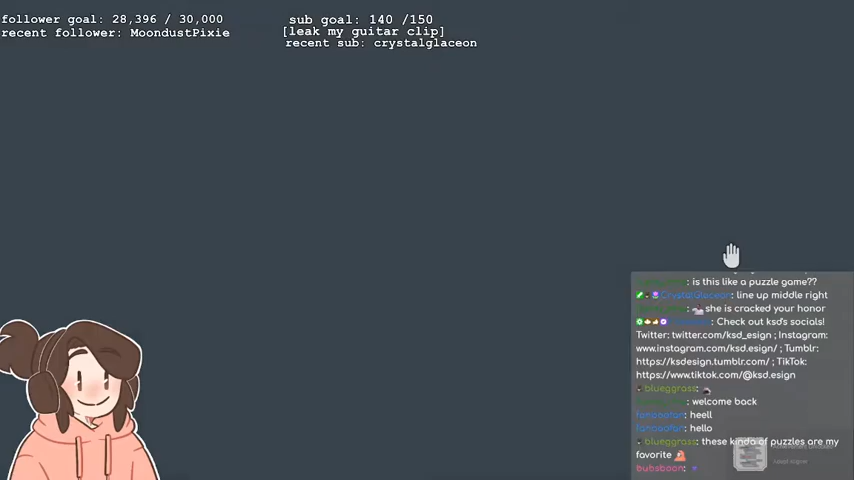 follower goal: 28,396 / 30,000
recent follower: MoondustPixie
sub goal: 140 /150
[leak my guitar clip]
recent sub: crystalglaceon
: is this like a puzzle game??
CrystalGlaceon: line up middle right
: she is cracked your honor
: Check out ksd's socials!
Twitter: twitter.com/ksd_esign ; Instagram:
www.instagram.com/ksd.esign/ ; Tumblr:
https://ksdesign.tumblr.com/ ; TikTok:
https://www.tiktok.com/@ksd.esign
blueggrass:
: welcome back
: heell
: hello
blueggrass: these kinda of puzzles are my
favorite
bubsboon: